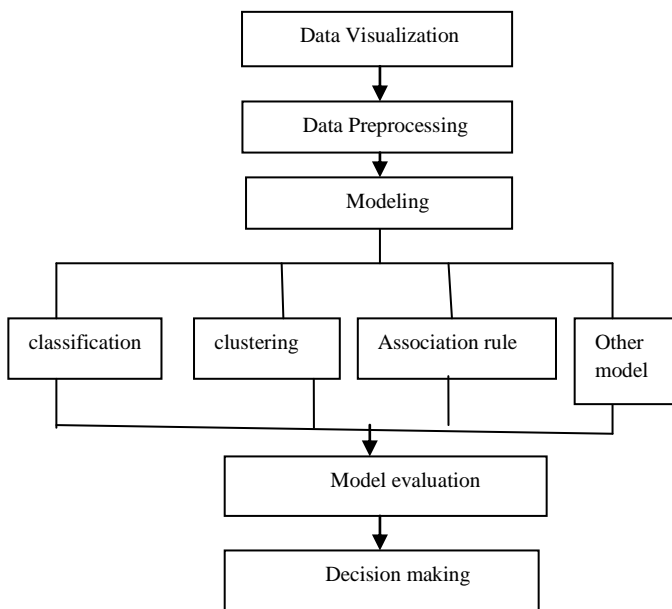 Data Visualization
Data Preprocessing
Modeling
classification
clustering
Association rule
Other
model
Model evaluation
Decision making